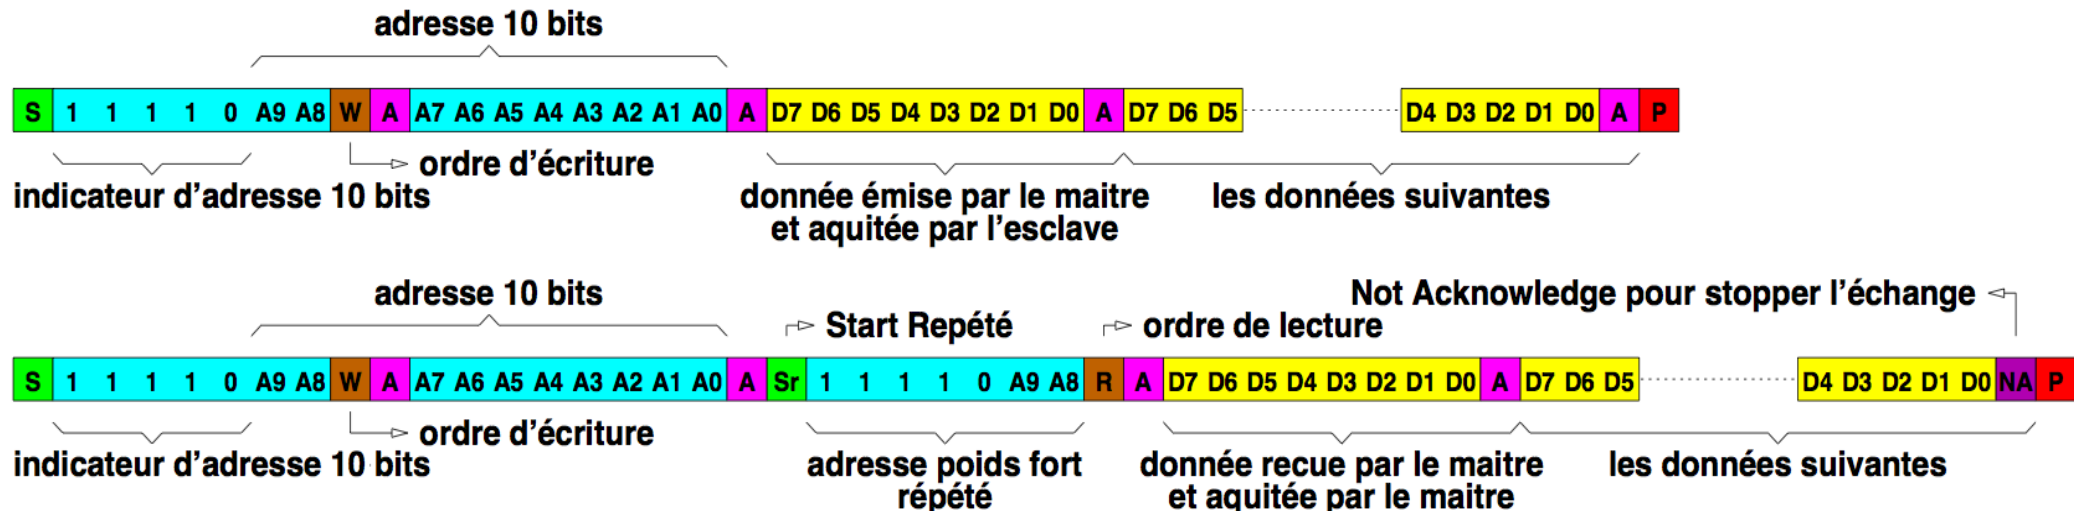 adresse 10 bits
S 1 1 1 1 0 A9 A8 W A A7 A6 A5 A4 A3 A2 A1 A0 A D7 D6 D5 D4 D3 D2 D1 D0 A D7 D6 D5 D4 D3 D2 D1 D0 A P
ordre d'écriture
indicateur d'adresse 10 bits
donnée émise par le maitre
et aquitée par l'esclave
les données suivantes
adresse 10 bits
Not Acknowledge pour stopper l'échange
Start Repété
ordre de lecture
S 1 1 1 1 0 A9 A8 W A A7 A6 A5 A4 A3 A2 A1 A0 A Sr 1 1 1 1 0 A9 A8 R A D7 D6 D5 D4 D3 D2 D1 D0 A D7 D6 D5 D4 D3 D2 D1 D0 NA P
ordre d'écriture
indicateur d'adresse 10 bits
adresse poids fort
répété
donnée recue par le maitre
et aquitée par le maitre
les données suivantes